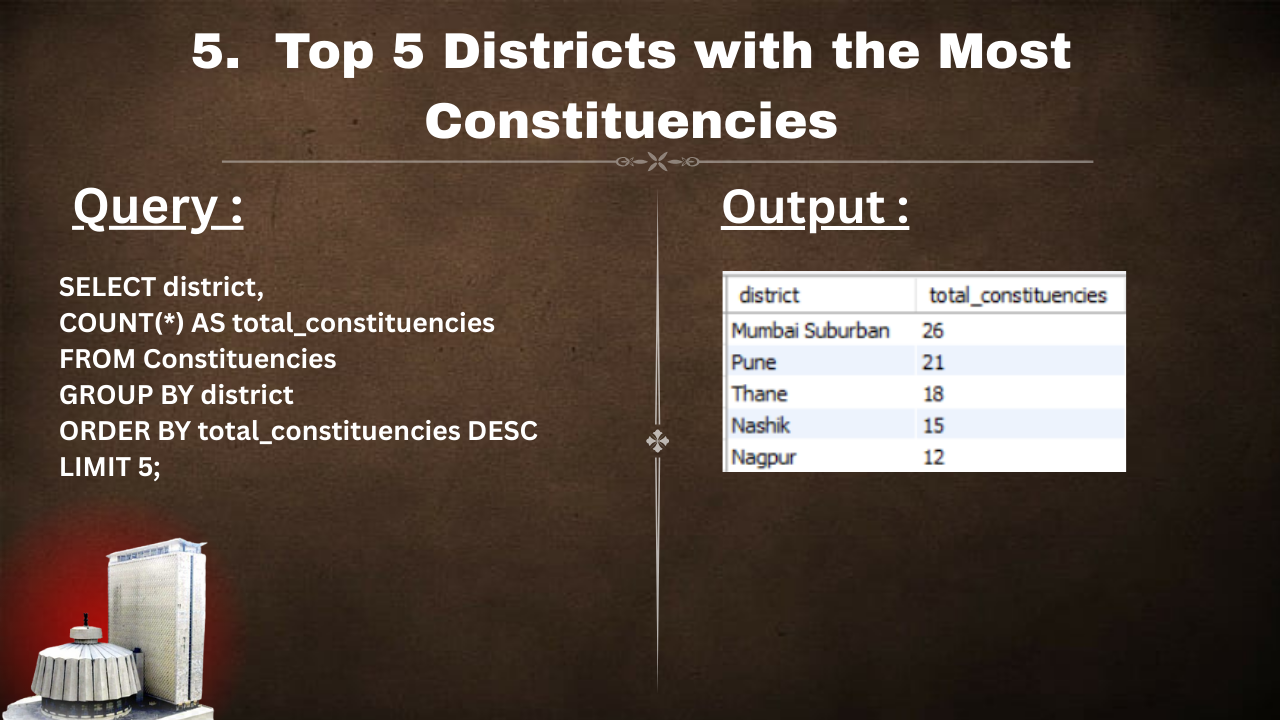 5. Top 5 Districts with the Most
Constituencies
Query :
SELECT district,
COUNT(*) AS total_constituencies
FROM Constituencies
GROUP BY district
ORDER BY total_constituencies DESC
LIMIT 5;
Output :
district total_constituencies
Mumbai Suburban 26
Pune 21
Thane 18
Nashik 15
Nagpur 12